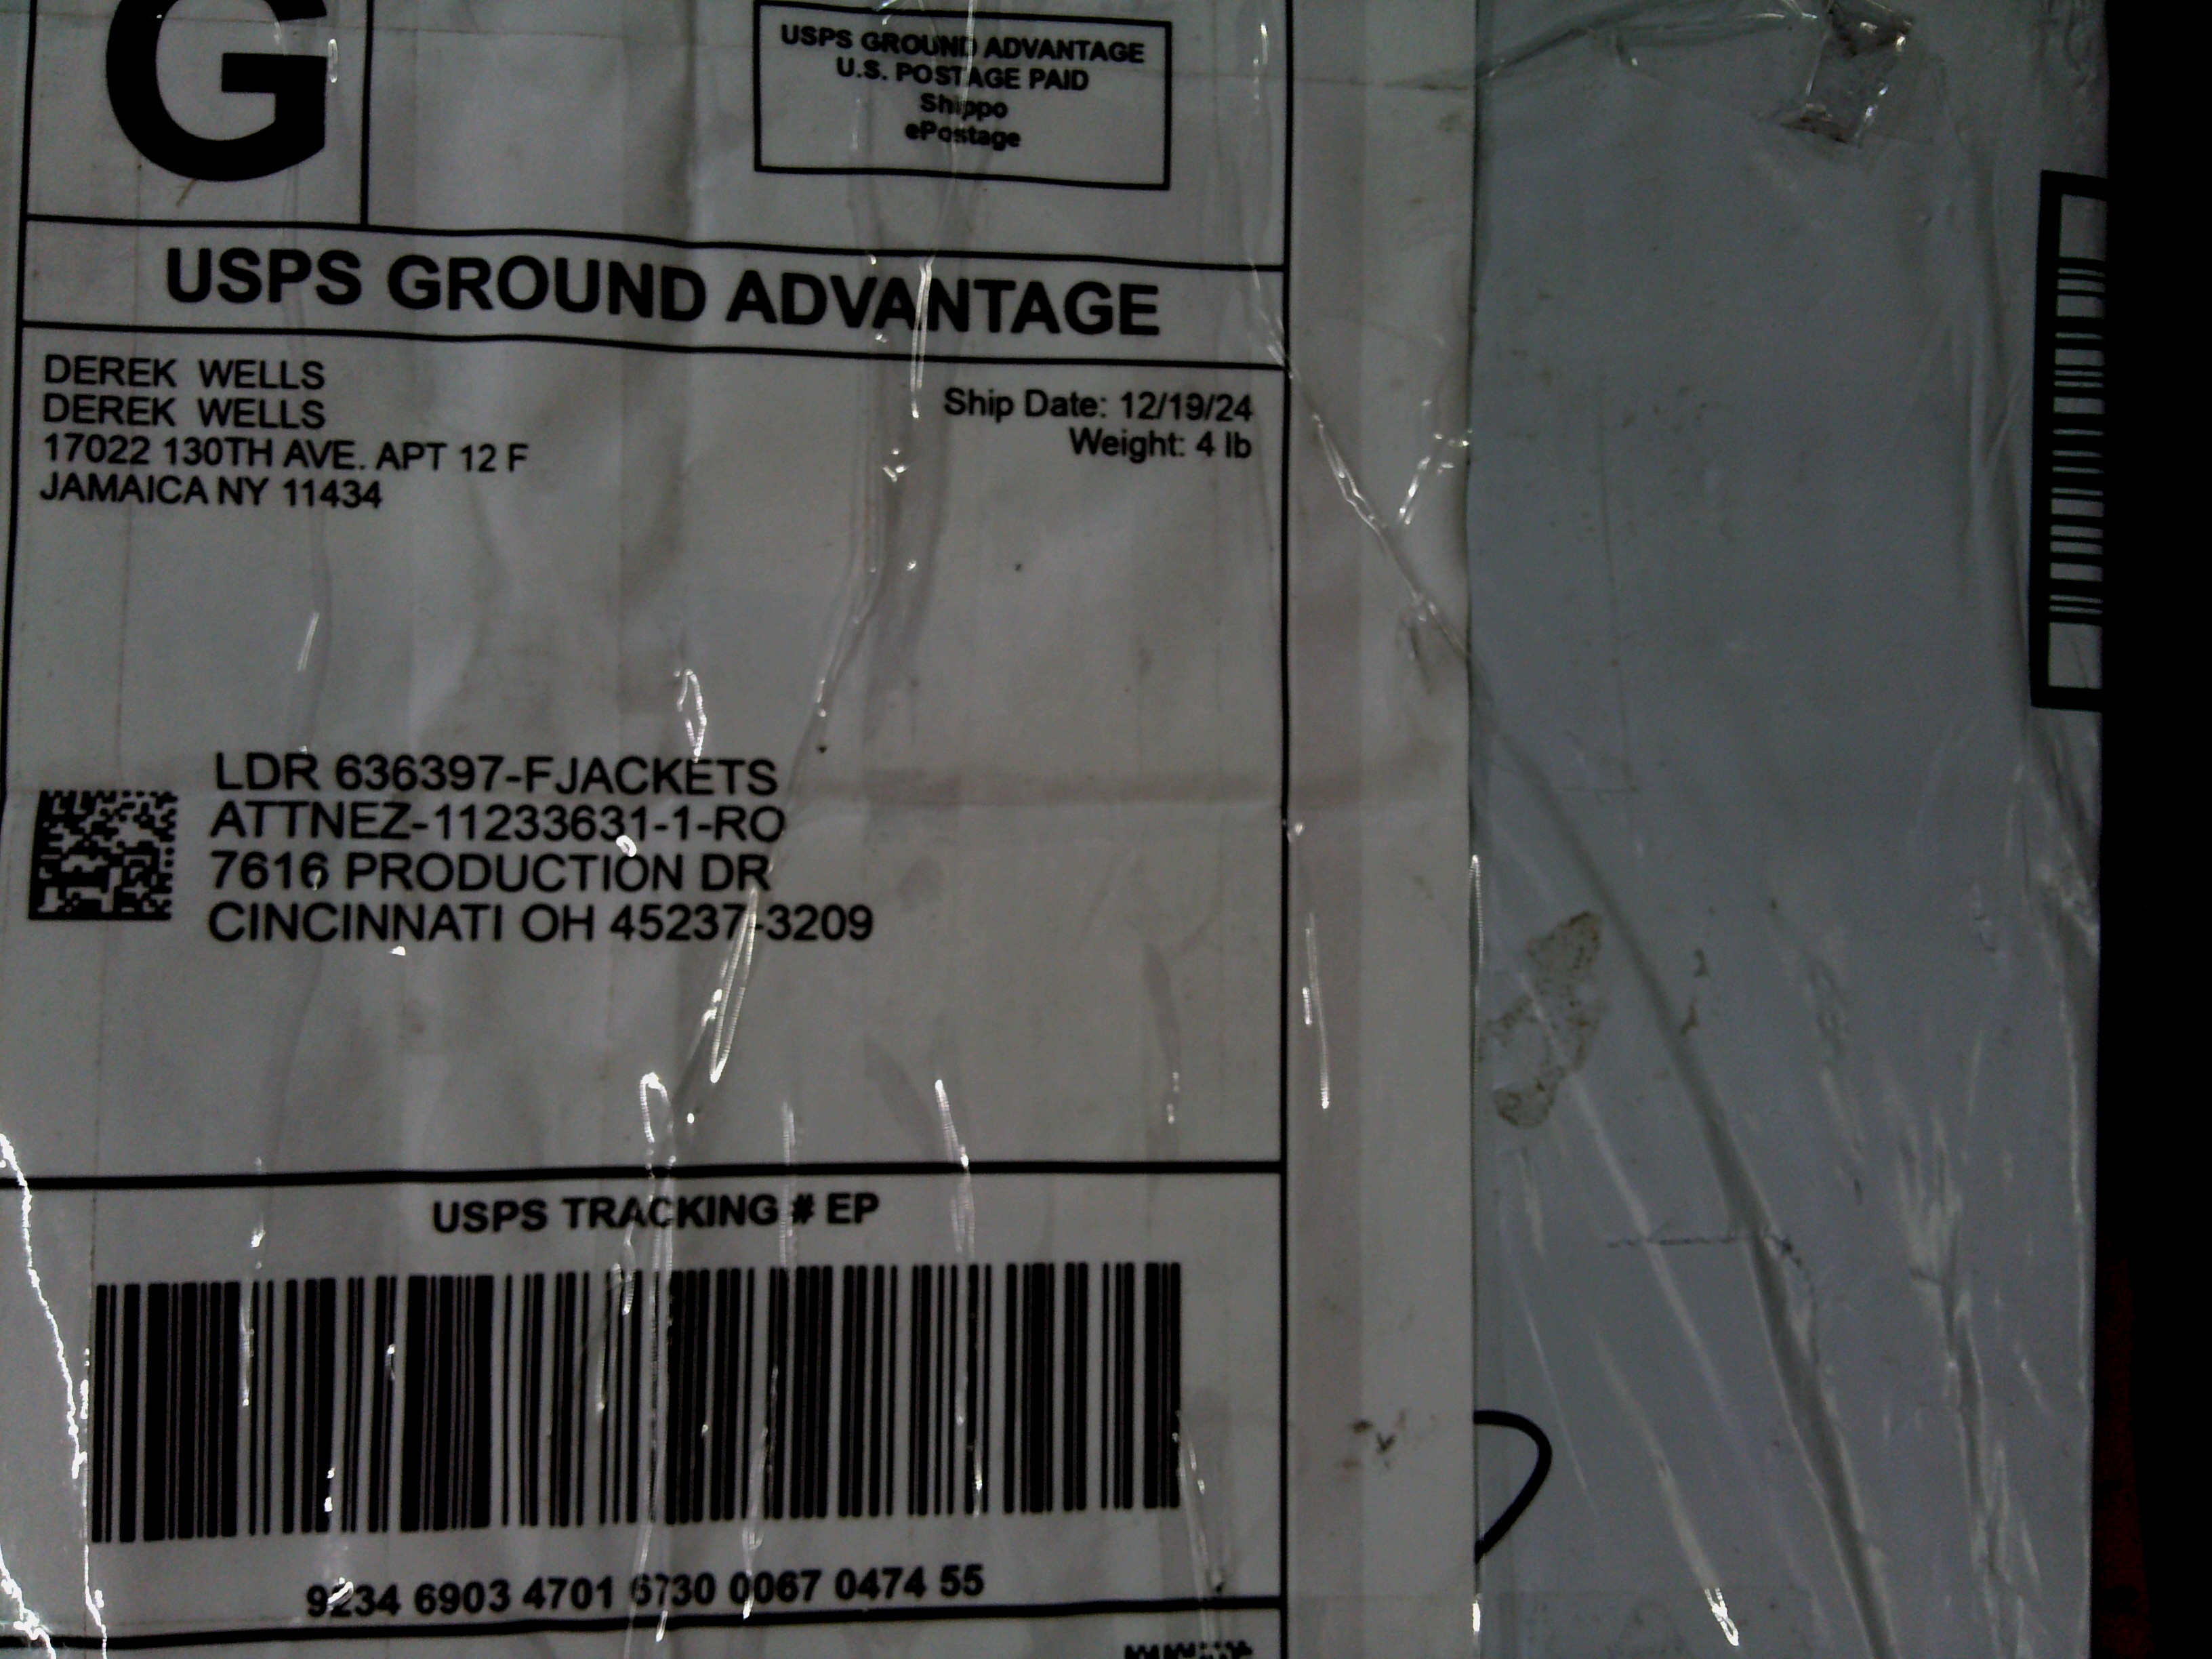 G
USPS GROUND ADVANTAGE
U.S. POSTAGE PAID
Shippo
ePostage
USPS GROUND ADVANTAGE
DEREK WELLS
DEREK WELLS
17022 130TH AVE. APT 12 F
JAMAICA NY 11434
Ship Date: 12/19/24
Weight: 4 lb
LDR 636397-FJACKETS
ATTNEZ-11233631-1-RO
7616 PRODUCTION DR
CINCINNATI OH 45237-3209
USPS TRACKING # EP
9234 6903 4701 6730 0067 0474 55